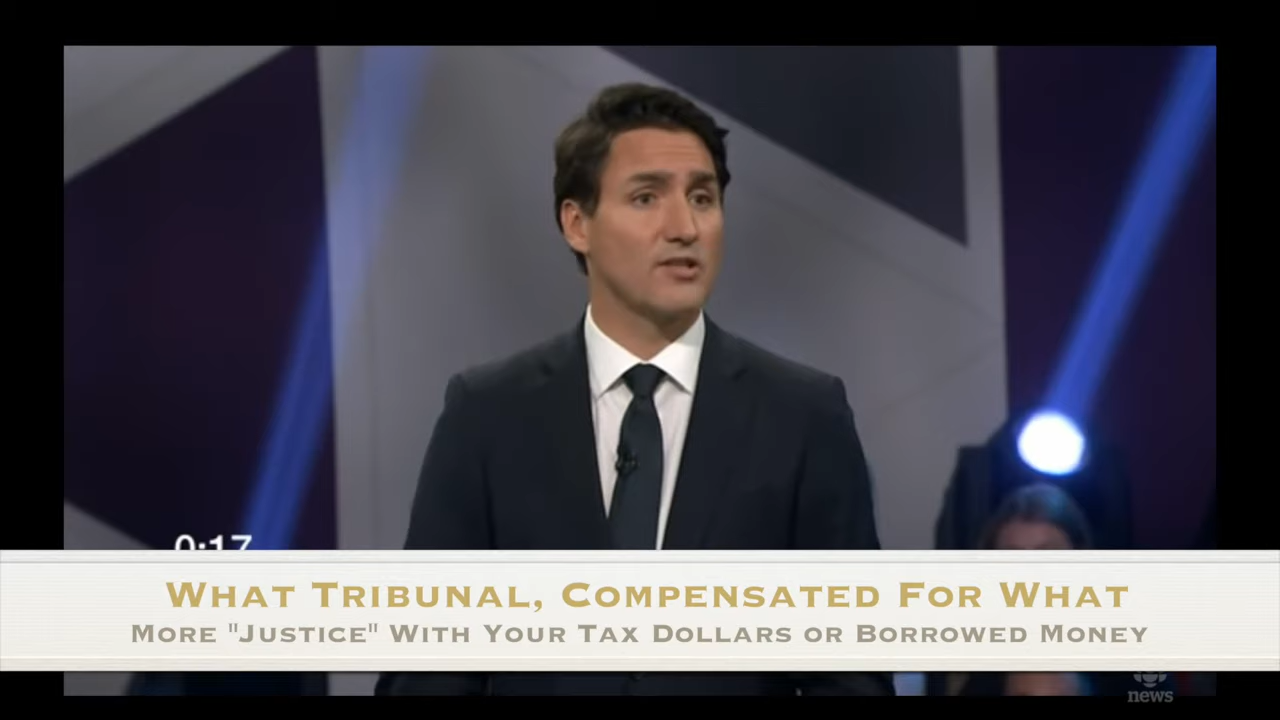 0:17
What Tribunal, Compensated For What
More "Justice" With Your Tax Dollars or Borrowed Money
news